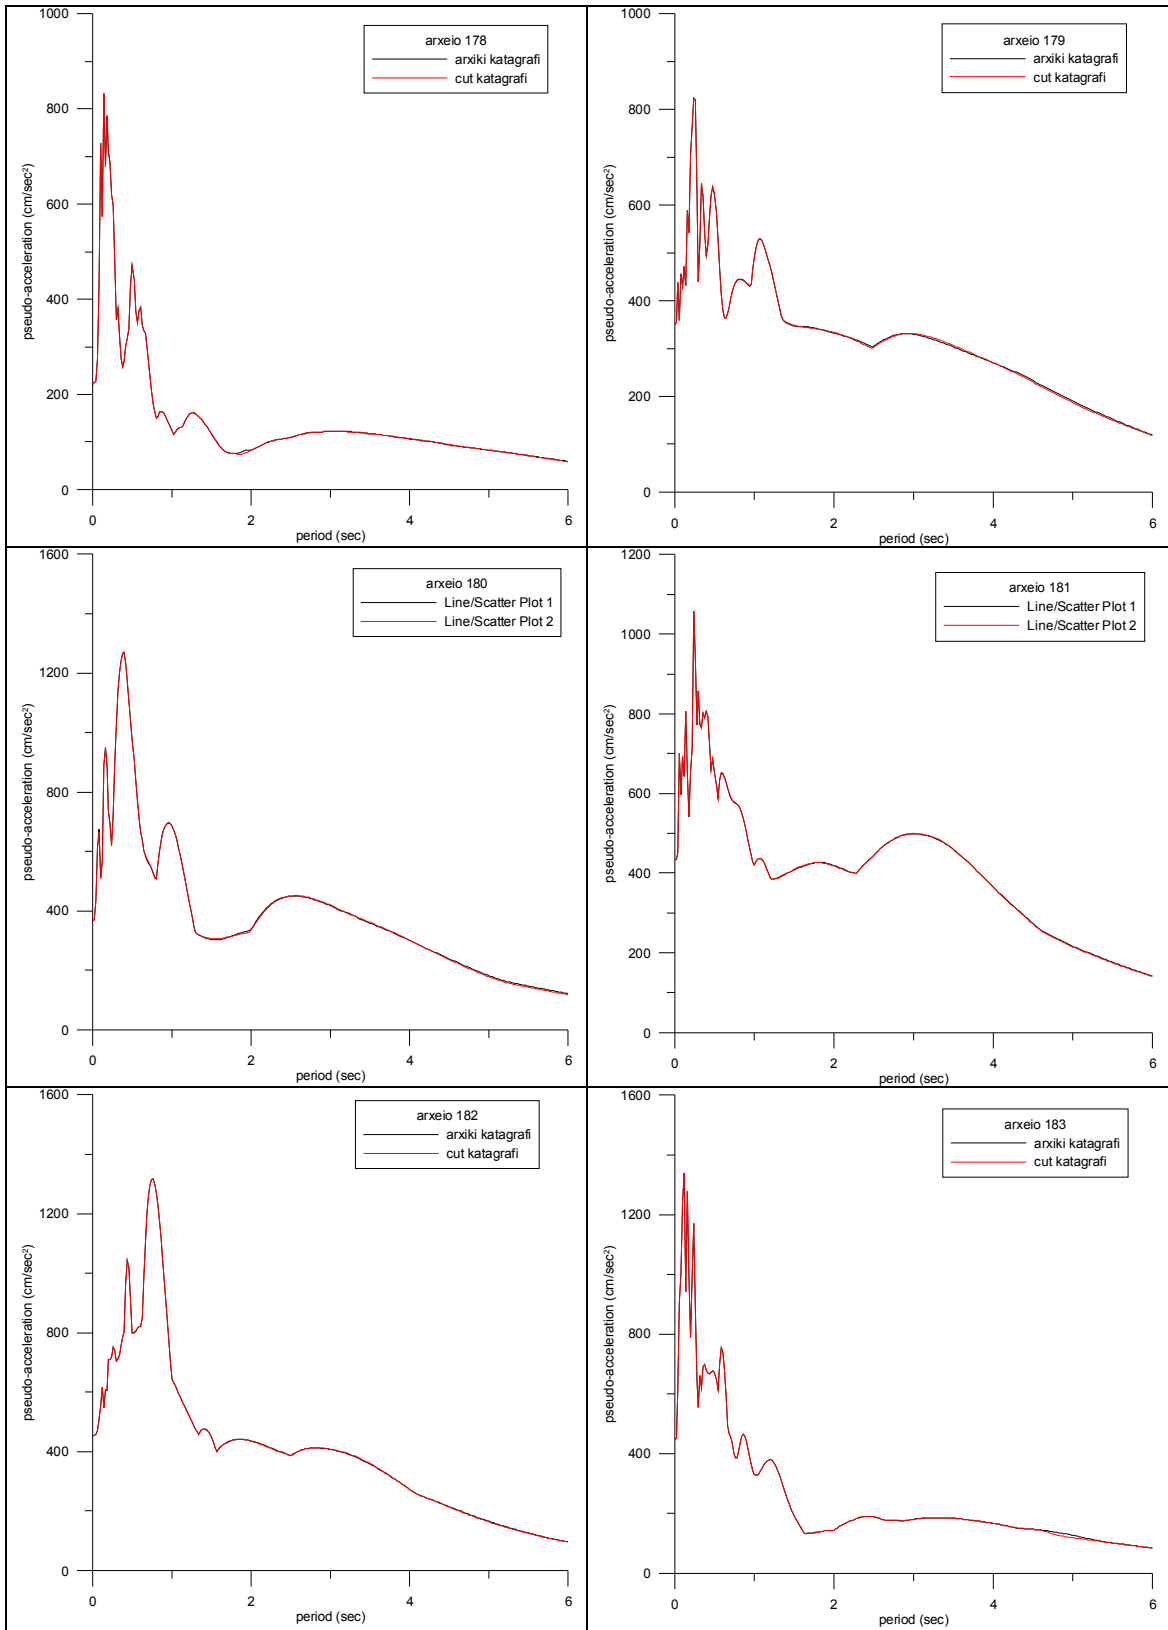 arxeio 178
arxiki katagrafi
cut katagrafi
pseudo-acceleration (cm/sec²)
1000
800
600
400
200
0
0 2 4 6
period (sec)
arxeio 179
arxiki katagrafi
cut katagrafi
pseudo-acceleration (cm/sec²)
1000
800
600
400
200
0
0 2 4 6
period (sec)
arxeio 180
Line/Scatter Plot 1
Line/Scatter Plot 2
pseudo-acceleration (cm/sec²)
1600
1200
800
400
0
0 2 4 6
period (sec)
arxeio 181
Line/Scatter Plot 1
Line/Scatter Plot 2
pseudo-acceleration (cm/sec²)
1200
1000
800
600
400
200
0
0 2 4 6
period (sec)
arxeio 182
arxiki katagrafi
cut katagrafi
pseudo-acceleration (cm/sec²)
1600
1200
800
400
0
0 2 4 6
period (sec)
arxeio 183
arxiki katagrafi
cut katagrafi
pseudo-acceleration (cm/sec²)
1600
1200
800
400
0
0 2 4 6
period (sec)